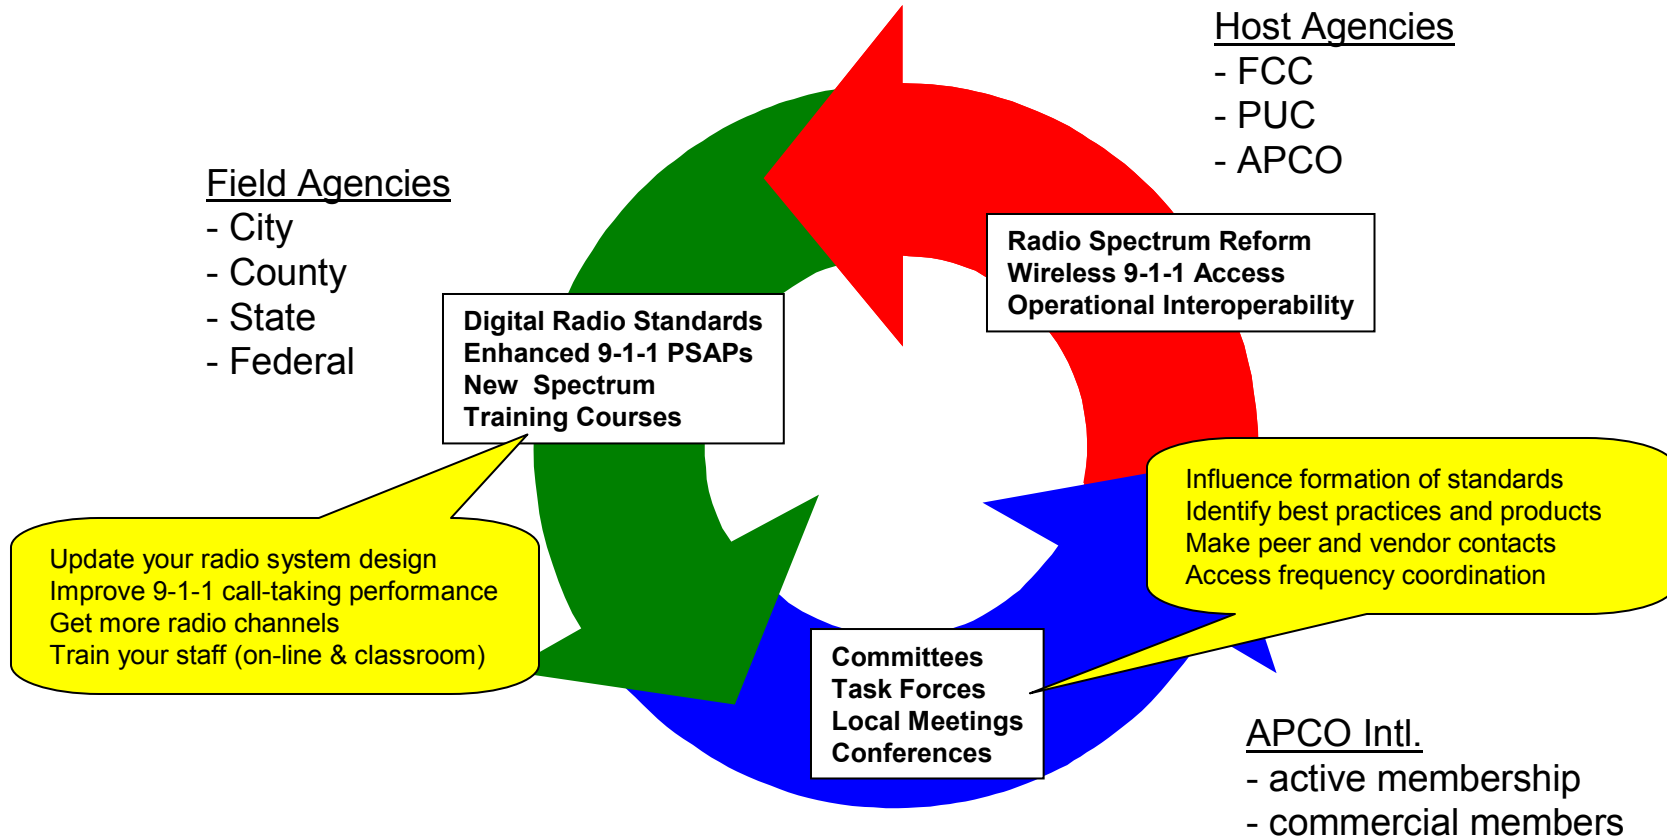 Host Agencies
- FCC
- PUC
- APCO
Field Agencies
- City
- County
- State
- Federal
Radio Spectrum Reform
Wireless 9-1-1 Access
Operational Interoperability
Digital Radio Standards
Enhanced 9-1-1 PSAPs
New  Spectrum
Training Courses
Influence formation of standards
Identify best practices and products
Make peer and vendor contacts
Access frequency coordination
Update your radio system design
Improve 9-1-1 call-taking performance
Get more radio channels
Train your staff (on-line & classroom)
Committees
Task Forces
Local Meetings
Conferences
APCO Intl.
- active membership
- commercial members